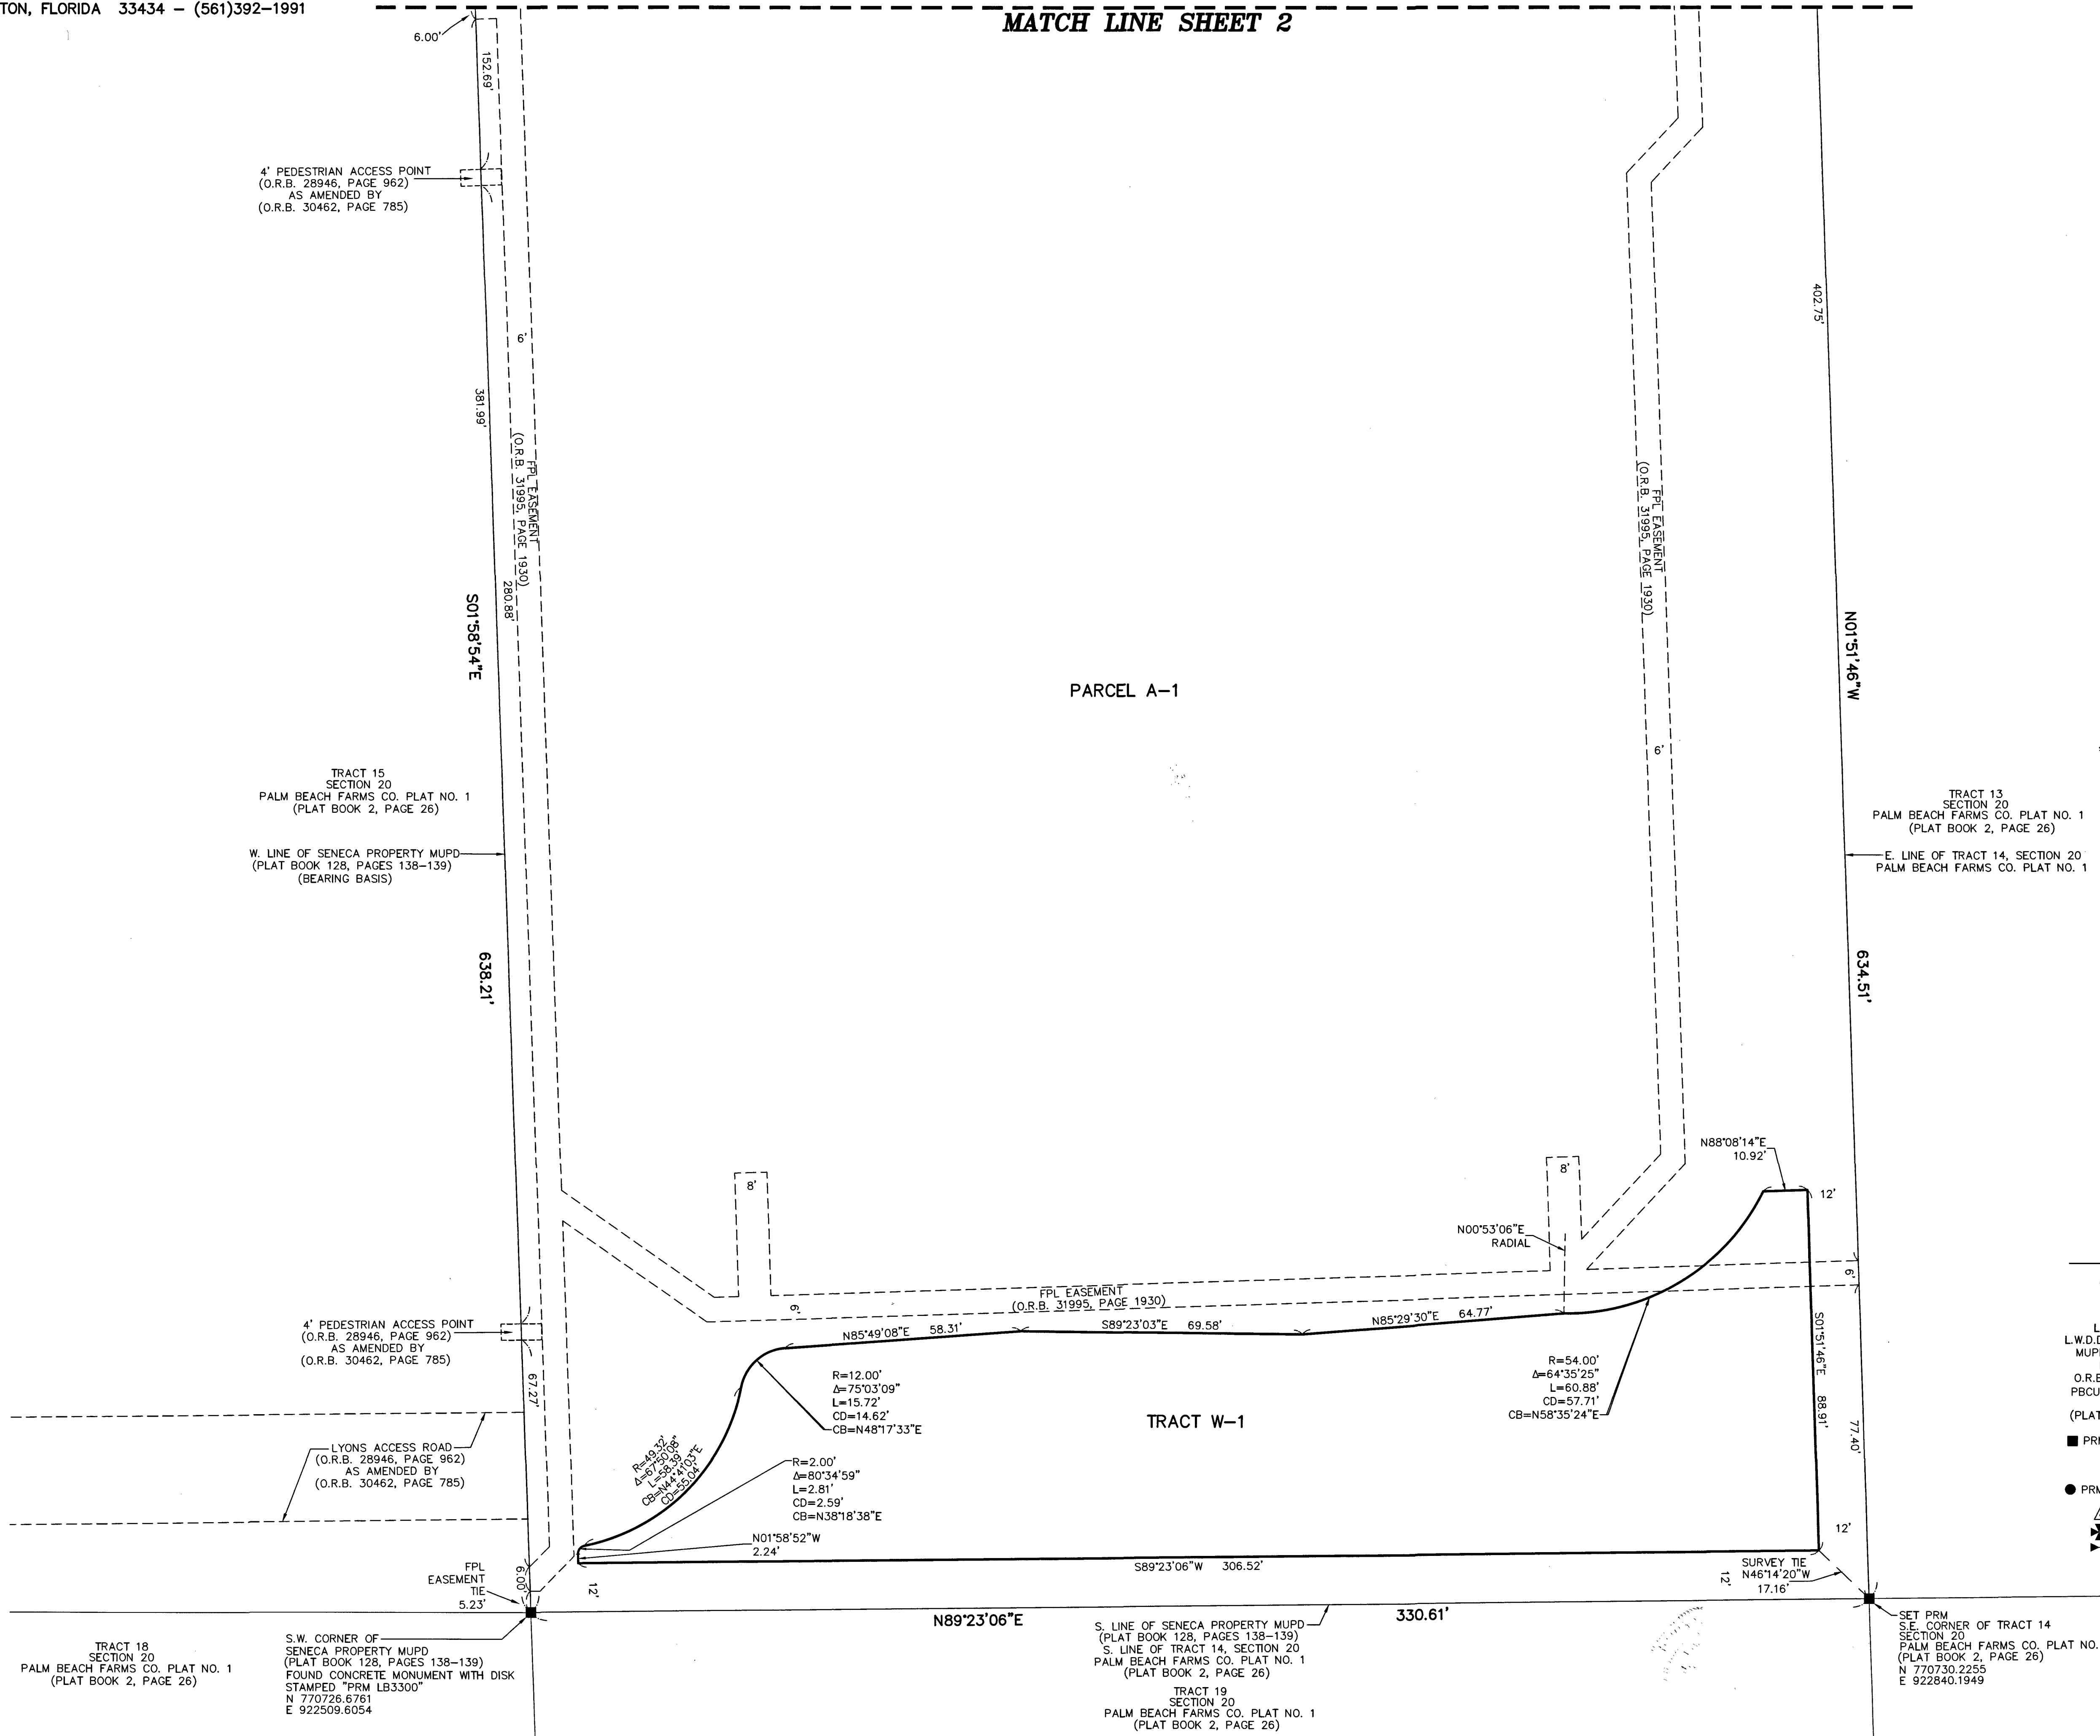 TON, FLORIDA 33434 – (561)392–1991
MATCH LINE SHEET 2
6.00'
152.69'
4' PEDESTRIAN ACCESS POINT
(O.R.B. 28946, PAGE 962)
AS AMENDED BY
(O.R.B. 30462, PAGE 785)
402.75'
6'
381.99'
FPL EASEMENT
(O.R.B. 31995, PAGE 1930)
280.88'
S01°58'54"E
FPL EASEMENT
(O.R.B. 31995, PAGE 1930)
N01°51'46"W
PARCEL A–1
6'
TRACT 15
SECTION 20
PALM BEACH FARMS CO. PLAT NO. 1
(PLAT BOOK 2, PAGE 26)
TRACT 13
SECTION 20
PALM BEACH FARMS CO. PLAT NO. 1
(PLAT BOOK 2, PAGE 26)
W. LINE OF SENECA PROPERTY MUPD
(PLAT BOOK 128, PAGES 138–139)
(BEARING BASIS)
E. LINE OF TRACT 14, SECTION 20
PALM BEACH FARMS CO. PLAT NO. 1
638.21'
634.51'
N88°08'14"E
10.92'
8'
8'
12'
N00°53'06"E
RADIAL
6'
FPL EASEMENT
(O.R.B. 31995, PAGE 1930)
6'
4' PEDESTRIAN ACCESS POINT
(O.R.B. 28946, PAGE 962)
AS AMENDED BY
(O.R.B. 30462, PAGE 785)
N85°49'08"E 58.31'
S89°23'03"E 69.58'
N85°29'30"E 64.77'
S01°51'46"E 88.91'
67.27'
R=12.00'
Δ=75°03'09"
L=15.72'
CD=14.62'
CB=N48°17'33"E
R=54.00'
Δ=64°35'25"
L=60.88'
CD=57.71'
CB=N58°35'24"E
TRACT W–1
77.40'
R=49.32'
Δ=67°50'08"
L=58.39'
CB=N44°41'03"E
CD=55.04'
LYONS ACCESS ROAD
(O.R.B. 28946, PAGE 962)
AS AMENDED BY
(O.R.B. 30462, PAGE 785)
R=2.00'
Δ=80°34'59"
L=2.81'
CD=2.59'
CB=N38°18'38"E
N01°58'52"W
2.24'
12'
S89°23'06"W 306.52'
FPL
EASEMENT
TIE
5.23'
6.00'
12'
SURVEY TIE
N46°14'20"W
17.16'
12'
N89°23'06"E
330.61'
S. LINE OF SENECA PROPERTY MUPD
(PLAT BOOK 128, PAGES 138–139)
S. LINE OF TRACT 14, SECTION 20
PALM BEACH FARMS CO. PLAT NO. 1
(PLAT BOOK 2, PAGE 26)
SET PRM
S.E. CORNER OF TRACT 14
SECTION 20
PALM BEACH FARMS CO. PLAT NO.
(PLAT BOOK 2, PAGE 26)
N 770730.2255
E 922840.1949
TRACT 18
SECTION 20
PALM BEACH FARMS CO. PLAT NO. 1
(PLAT BOOK 2, PAGE 26)
S.W. CORNER OF
SENECA PROPERTY MUPD
(PLAT BOOK 128, PAGES 138–139)
FOUND CONCRETE MONUMENT WITH DISK
STAMPED "PRM LB3300"
N 770726.6761
E 922509.6054
TRACT 19
SECTION 20
PALM BEACH FARMS CO. PLAT NO. 1
(PLAT BOOK 2, PAGE 26)
L
L.W.D.D
MUPD
O.R.B
PBCU
(PLAT
PRM
PRM